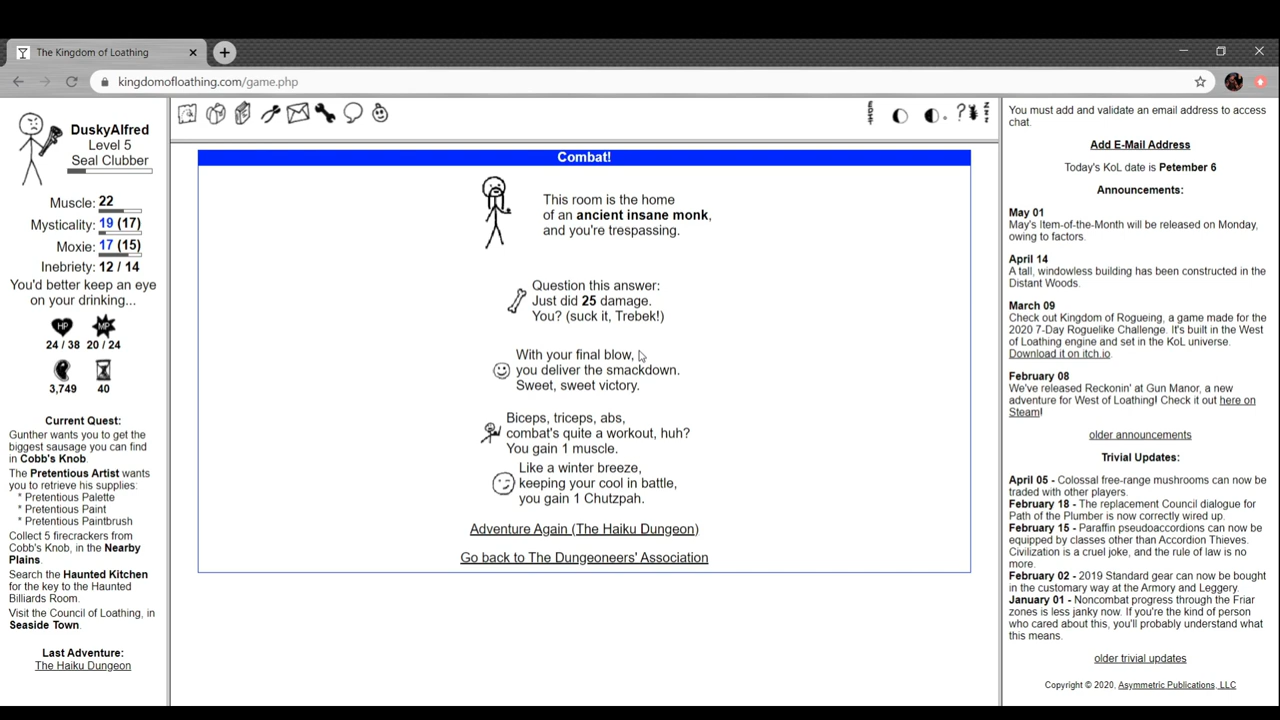 The Kingdom of Loathing
kingdomofloathing.com/game.php
DuskyAlfred
Level 5
Seal Clubber
Muscle: 22
Mysticality: 19 (17)
Moxie: 17 (15)
Inebriety: 12 / 14
You'd better keep an eye
on your drinking...
HP
MP
24 / 38
20 / 24
3,749
40
Current Quest:
Gunther wants you to get the
biggest sausage you can find
in Cobb's Knob.
The Pretentious Artist wants
you to retrieve his supplies:
* Pretentious Palette
* Pretentious Paint
* Pretentious Paintbrush
Collect 5 firecrackers from
Cobb's Knob, in the Nearby
Plains.
Search the Haunted Kitchen
for the key to the Haunted
Billiards Room.
Visit the Council of Loathing, in
Seaside Town.
Last Adventure:
The Haiku Dungeon
Combat!
This room is the home
of an ancient insane monk,
and you're trespassing.
Question this answer:
Just did 25 damage.
You? (suck it, Trebek!)
With your final blow,
you deliver the smackdown.
Sweet, sweet victory.
Biceps, triceps, abs,
combat's quite a workout, huh?
You gain 1 muscle.
Like a winter breeze,
keeping your cool in battle,
you gain 1 Chutzpah.
Adventure Again (The Haiku Dungeon)
Go back to The Dungeoneers' Association
You must add and validate an email address to access
chat.
Add E-Mail Address
Today's KoL date is Petember 6
Announcements:
May 01
May's Item-of-the-Month will be released on Monday,
owing to factors.
April 14
A tall, windowless building has been constructed in the
Distant Woods.
March 09
Check out Kingdom of Rogueing, a game made for the
2020 7-Day Roguelike Challenge. It's built in the West
of Loathing engine and set in the KoL universe.
Download it on itch.io.
February 08
We've released Reckonin' at Gun Manor, a new
adventure for West of Loathing! Check it out here on
Steam!
older announcements
Trivial Updates:
April 05 - Colossal free-range mushrooms can now be
traded with other players.
February 18 - The replacement Council dialogue for
Path of the Plumber is now correctly wired up.
February 15 - Paraffin pseudoaccordions can now be
equipped by classes other than Accordion Thieves.
Civilization is a cruel joke, and the rule of law is no
more.
February 02 - 2019 Standard gear can now be bought
in the customary way at the Armory and Leggery.
January 01 - Noncombat progress through the Friar
zones is less janky now. If you're the kind of person
who cared about this, you'll probably understand what
this means.
older trivial updates
Copyright © 2020, Asymmetric Publications, LLC